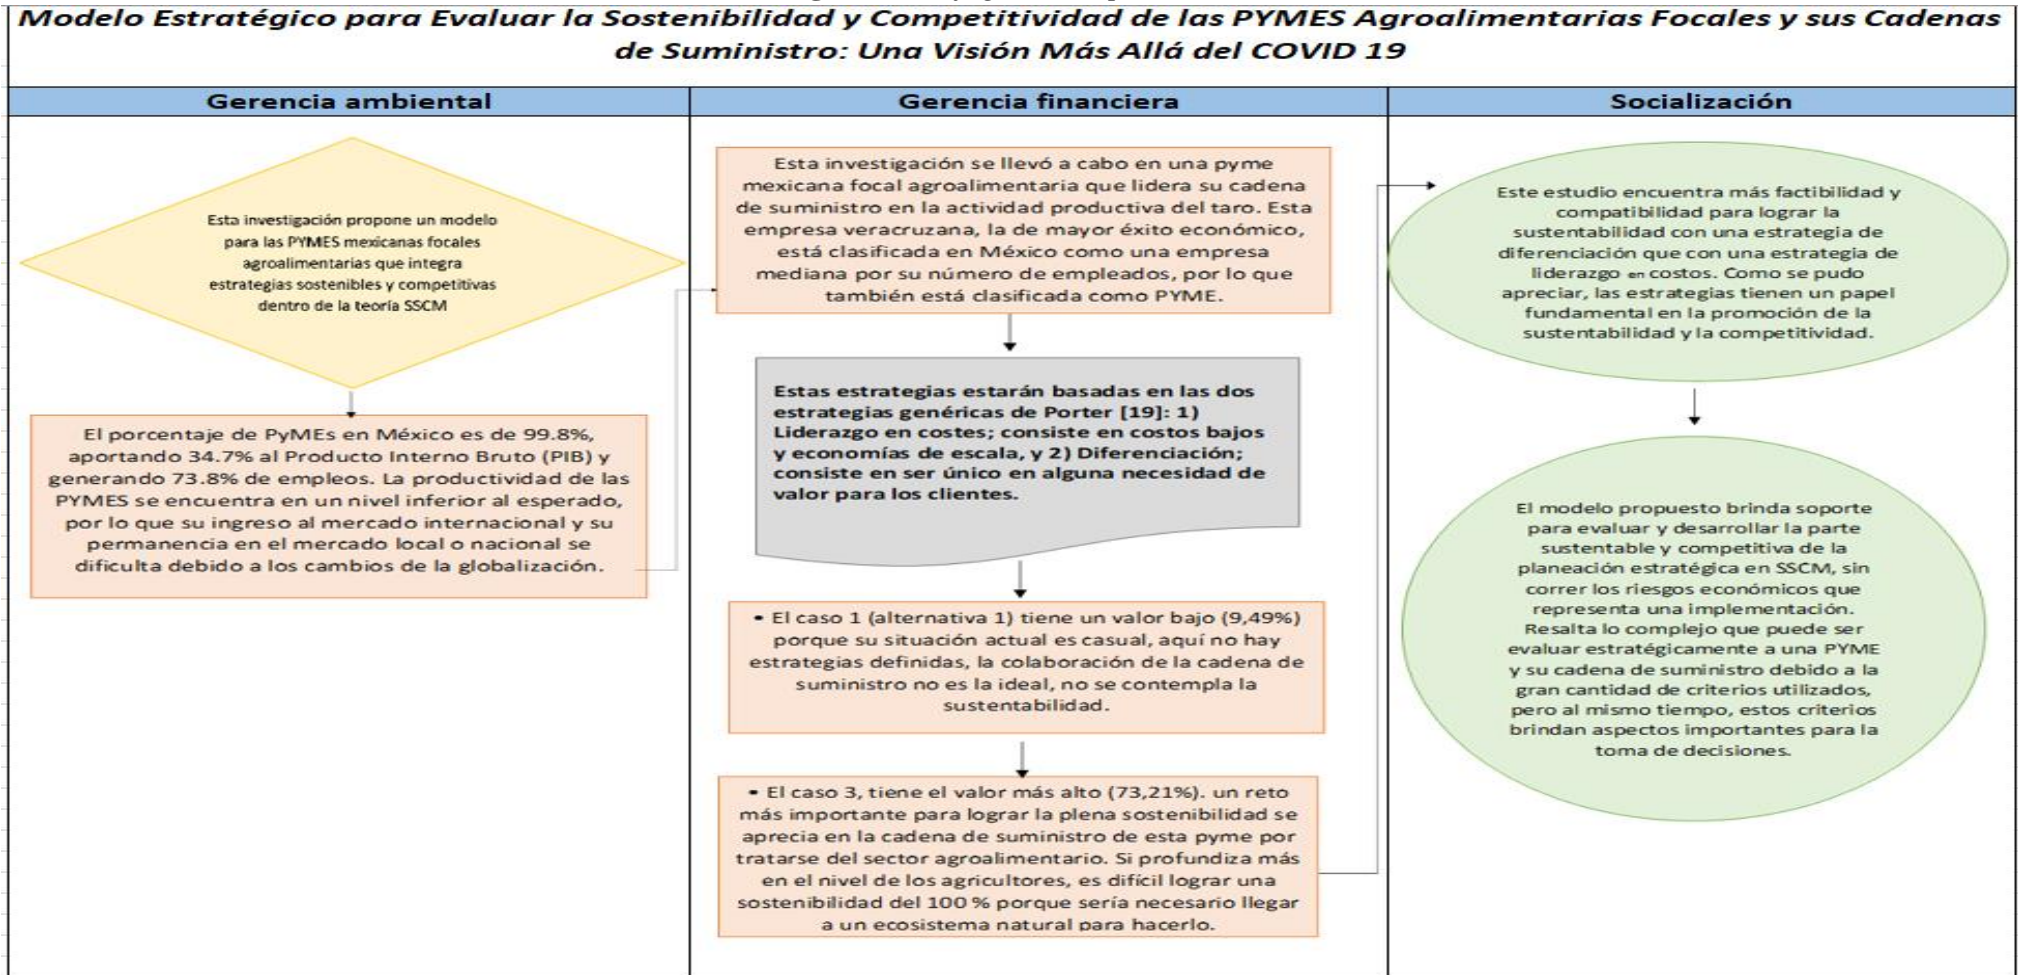 Modelo Estratégico para Evaluar la Sostenibilidad y Competitividad de las PYMES Agroalimentarias Focales y sus Cadenas
de Suministro: Una Visión Más Allá del COVID 19
Gerencia ambiental
Esta investigación propone un modelo
para las PYMES mexicanas focales
agroalimentarias que integra
estrategias sostenibles y competitivas
dentro de la teoría SSCM
El porcentaje de PyMEs en México es de 99.8%,
aportando 34.7% al Producto Interno Bruto (PIB) y
generando 73.8% de empleos. La productividad de las
PYMES se encuentra en un nivel inferior al esperado,
por lo que su ingreso al mercado internacional y su
permanencia en el mercado local o nacional se
dificulta debido a los cambios de la globalización.
Gerencia financiera
Esta investigación se llevó a cabo en una pyme
mexicana focal agroalimentaria que lidera su cadena
de suministro en la actividad productiva del taro. Esta
empresa veracruzana, la de mayor éxito económico,
está clasificada en México como una empresa
mediana por su número de empleados, por lo que
también está clasificada como PYME.
Estas estrategias estarán basadas en las dos
estrategias genéricas de Porter [19]: 1)
Liderazgo en costes; consiste en costos bajos
y economías de escala, y 2) Diferenciación;
consiste en ser único en alguna necesidad de
valor para los clientes.
• El caso 1 (alternativa 1) tiene un valor bajo (9,49%)
porque su situación actual es casual, aquí no hay
estrategias definidas, la colaboración de la cadena de
suministro no es la ideal, no se contempla la
sustentabilidad.
• El caso 3, tiene el valor más alto (73,21%). un reto
más importante para lograr la plena sostenibilidad se
aprecia en la cadena de suministro de esta pyme por
tratarse del sector agroalimentario. Si profundiza más
en el nivel de los agricultores, es difícil lograr una
sostenibilidad del 100 % porque sería necesario llegar
a un ecosistema natural para hacerlo.
Socialización
Este estudio encuentra más factibilidad y
compatibilidad para lograr la
sustentabilidad con una estrategia de
diferenciación que con una estrategia de
liderazgo en costos. Como se pudo
apreciar, las estrategias tienen un papel
fundamental en la promoción de la
sustentabilidad y la competitividad.
El modelo propuesto brinda soporte
para evaluar y desarrollar la parte
sustentable y competitiva de la
planeación estratégica en SSCM, sin
correr los riesgos económicos que
representa una implementación.
Resalta lo complejo que puede ser
evaluar estratégicamente a una PYME
y su cadena de suministro debido a la
gran cantidad de criterios utilizados,
pero al mismo tiempo, estos criterios
brindan aspectos importantes para la
toma de decisiones.